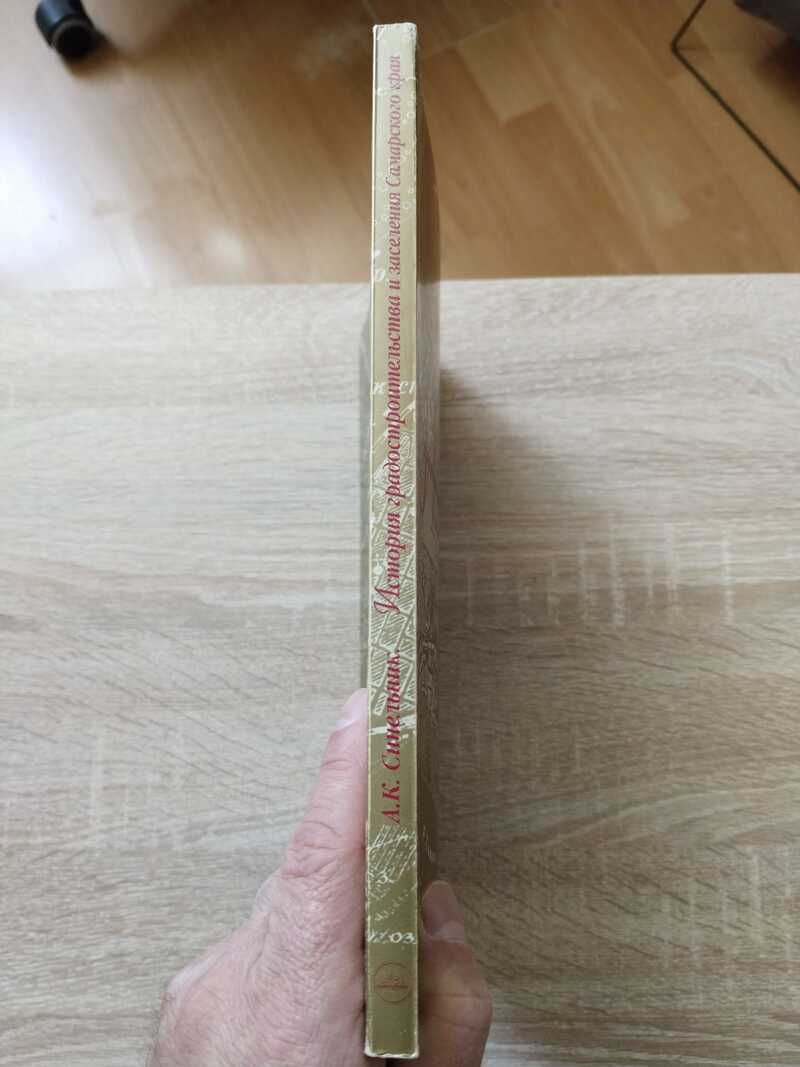 А.К. Синельник. История градостроительства и заселения Самарского края